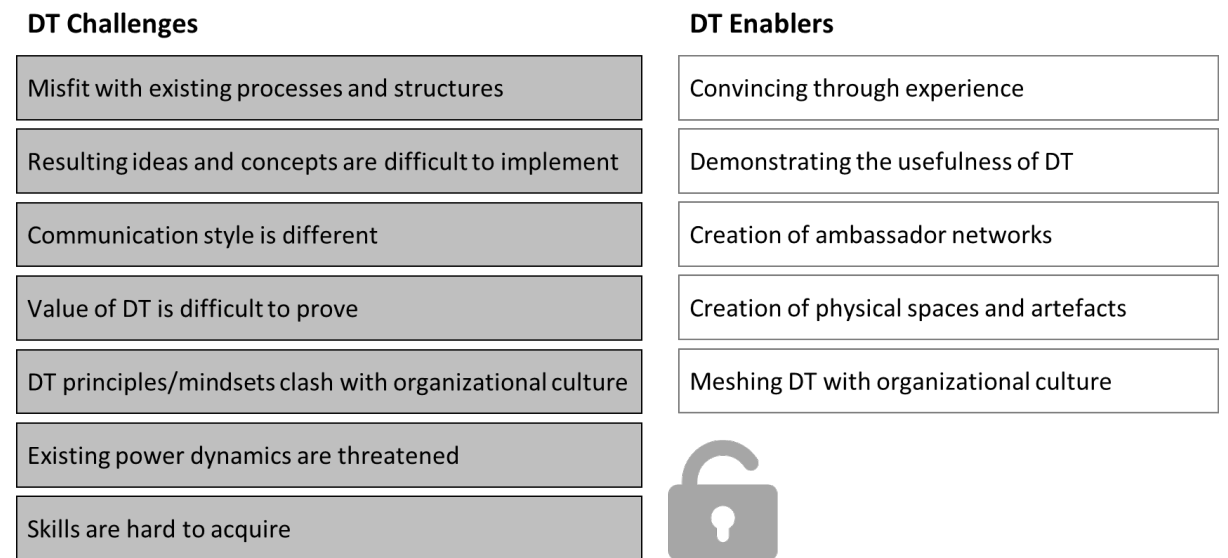 DT Challenges
Misfit with existing processes and structures
Resulting ideas and concepts are difficult to implement
Communication style is different
Value of DT is difficult to prove
DT principles/mindsets clash with organizational culture
Existing power dynamics are threatened
Skills are hard to acquire
DT Enablers
Convincing through experience
Demonstrating the usefulness of DT
Creation of ambassador networks
Creation of physical spaces and artefacts
Meshing DT with organizational culture